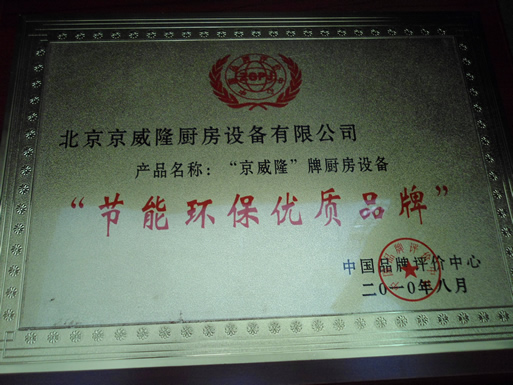 ZGPJ
北京京威隆厨房设备有限公司
产品名称：“京威隆”牌厨房设备
“节能环保优质品牌”
中国品牌评价中心
二〇一〇年八月